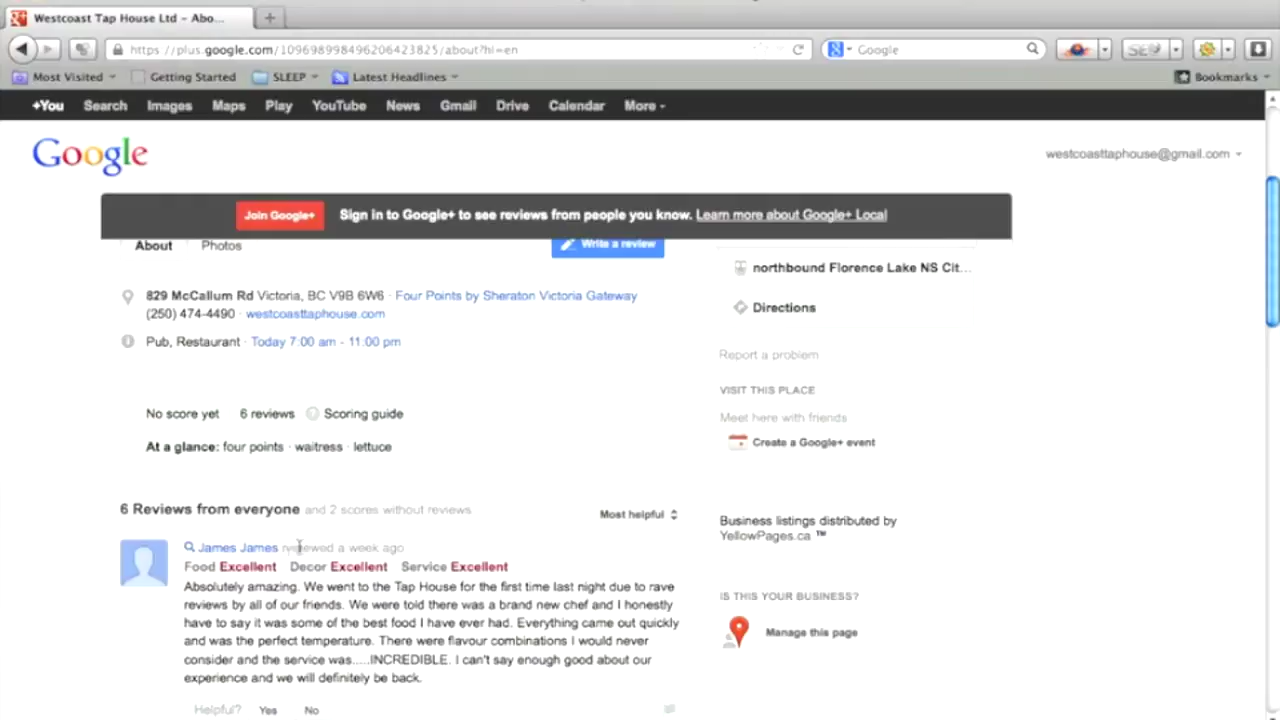 Westcoast Tap House Ltd – Abo...
https://plus.google.com/109698998496206423825/about?hl=en
Google
SE
Most Visited
Getting Started
SLEEP
Latest Headlines
Bookmarks
+You Search Images Maps Play YouTube News Gmail Drive Calendar More
Google
westcoasttaphouse@gmail.com
Join Google+
Sign in to Google+ to see reviews from people you know. Learn more about Google+ Local
About Photos
Write a review
829 McCallum Rd Victoria, BC V9B 6W6 · Four Points by Sheraton Victoria Gateway
(250) 474-4490 · westcoasttaphouse.com
Pub, Restaurant · Today 7:00 am - 11:00 pm
No score yet 6 reviews Scoring guide
At a glance: four points · waitress · lettuce
6 Reviews from everyone and 2 scores without reviews
Most helpful
James James reviewed a week ago
Food Excellent Decor Excellent Service Excellent
Absolutely amazing. We went to the Tap House for the first time last night due to rave
reviews by all of our friends. We were told there was a brand new chef and I honestly
have to say it was some of the best food I have ever had. Everything came out quickly
and was the perfect temperature. There were flavour combinations I would never
consider and the service was.....INCREDIBLE. I can't say enough good about our
experience and we will definitely be back.
Helpful? Yes No
northbound Florence Lake NS Cit...
Directions
Report a problem
VISIT THIS PLACE
Meet here with friends
Create a Google+ event
Business listings distributed by
YellowPages.ca ™
IS THIS YOUR BUSINESS?
Manage this page